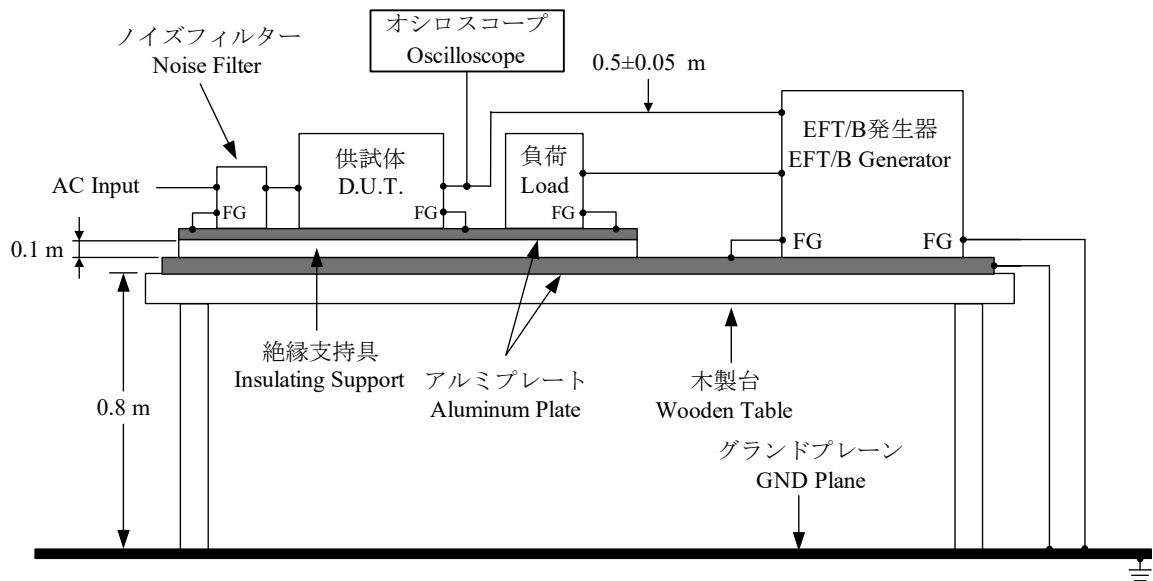 ノイズフィルター
Noise Filter
オシロスコープ
Oscilloscope
0.5±0.05 m
EFT/B発生器
EFT/B Generator
供試体
D.U.T.
負荷
Load
AC Input
FG
FG
FG
FG
FG
0.1 m
絶縁支持具
Insulating Support
アルミプレート
Aluminum Plate
木製台
Wooden Table
0.8 m
グランドプレーン
GND Plane